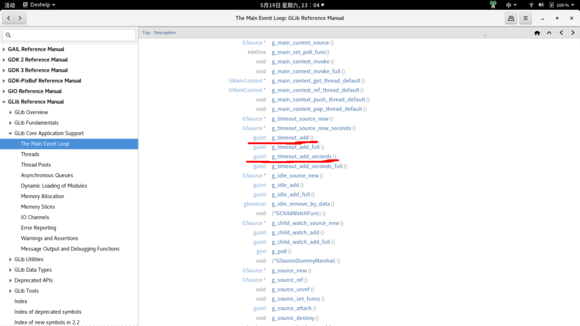 活动 Devhelp
5月19日 星期六, 23：04
中
100%
The Main Event Loop: GLib Reference Manual
Top | Description
GAIL Reference Manual
GDK 2 Reference Manual
GDK 3 Reference Manual
GDK-PixBuf Reference Manual
GIO Reference Manual
GLib Reference Manual
GLib Overview
GLib Fundamentals
GLib Core Application Support
The Main Event Loop
Threads
Thread Pools
Asynchronous Queues
Dynamic Loading of Modules
Memory Allocation
Memory Slices
IO Channels
Error Reporting
Warnings and Assertions
Message Output and Debugging Functions
GLib Utilities
GLib Data Types
Deprecated APIs
GLib Tools
Index
Index of deprecated symbols
Index of new symbols in 2.2
GSource * g_main_current_source ()
#define g_main_set_poll_func()
void g_main_context_invoke ()
void g_main_context_invoke_full ()
GMainContext * g_main_context_get_thread_default ()
GMainContext * g_main_context_ref_thread_default ()
void g_main_context_push_thread_default ()
void g_main_context_pop_thread_default ()
GSource * g_timeout_source_new ()
GSource * g_timeout_source_new_seconds ()
guint g_timeout_add ()
guint g_timeout_add_full ()
guint g_timeout_add_seconds ()
guint g_timeout_add_seconds_full ()
GSource * g_idle_source_new ()
guint g_idle_add ()
guint g_idle_add_full ()
gboolean g_idle_remove_by_data ()
void (*GChildWatchFunc) ()
GSource * g_child_watch_source_new ()
guint g_child_watch_add ()
guint g_child_watch_add_full ()
gint g_poll ()
void (*GSourceDummyMarshal) ()
GSource * g_source_new ()
GSource * g_source_ref ()
void g_source_unref ()
void g_source_set_funcs ()
guint g_source_attach ()
void g_source_destroy ()